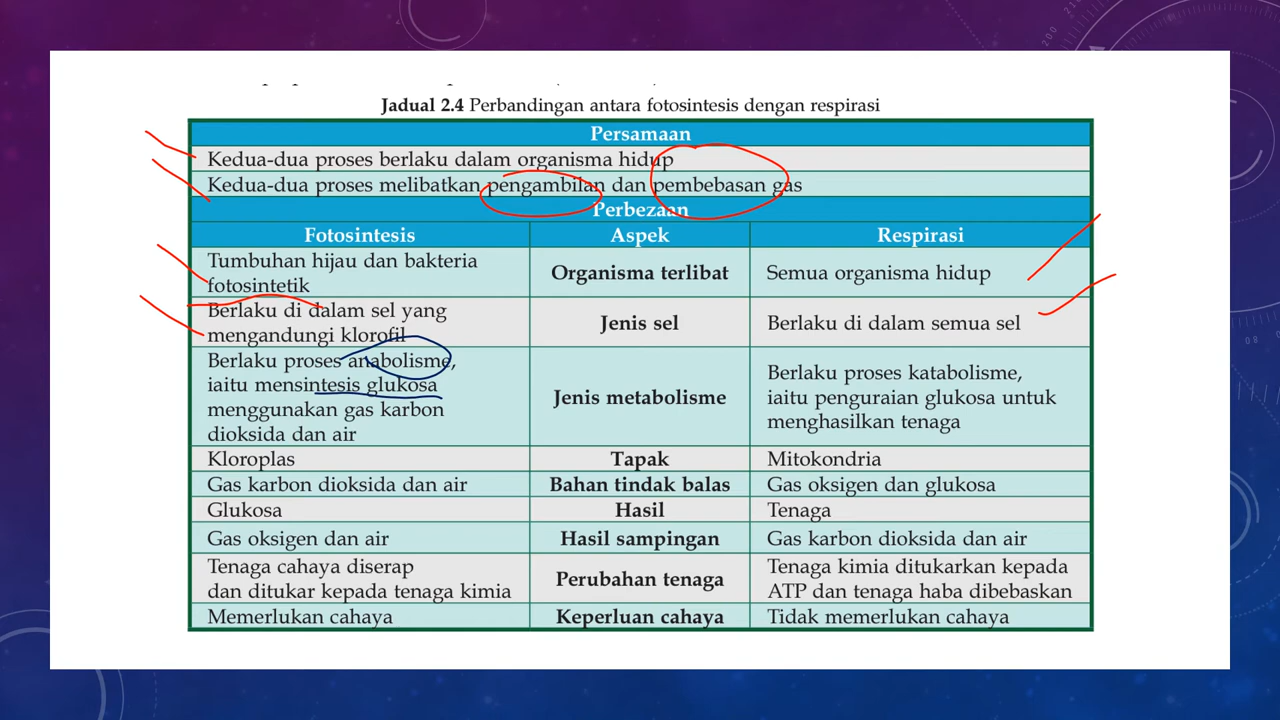 Jadual 2.4 Perbandingan antara fotosintesis dengan respirasi
Persamaan
Kedua-dua proses berlaku dalam organisma hidup
Kedua-dua proses melibatkan pengambilan dan pembebasan gas
Perbezaan
Fotosintesis Aspek Respirasi
Tumbuhan hijau dan bakteria
fotosintetik
Organisma terlibat
Semua organisma hidup
Berlaku di dalam sel yang
mengandungi klorofil
Jenis sel
Berlaku di dalam semua sel
Berlaku proses anabolisme,
iaitu mensintesis glukosa
menggunakan gas karbon
dioksida dan air
Jenis metabolisme
Berlaku proses katabolisme,
iaitu penguraian glukosa untuk
menghasilkan tenaga
Kloroplas Tapak Mitokondria
Gas karbon dioksida dan air Bahan tindak balas Gas oksigen dan glukosa
Glukosa Hasil Tenaga
Gas oksigen dan air Hasil sampingan Gas karbon dioksida dan air
Tenaga cahaya diserap
dan ditukar kepada tenaga kimia
Perubahan tenaga
Tenaga kimia ditukarkan kepada
ATP dan tenaga haba dibebaskan
Memerlukan cahaya Keperluan cahaya Tidak memerlukan cahaya